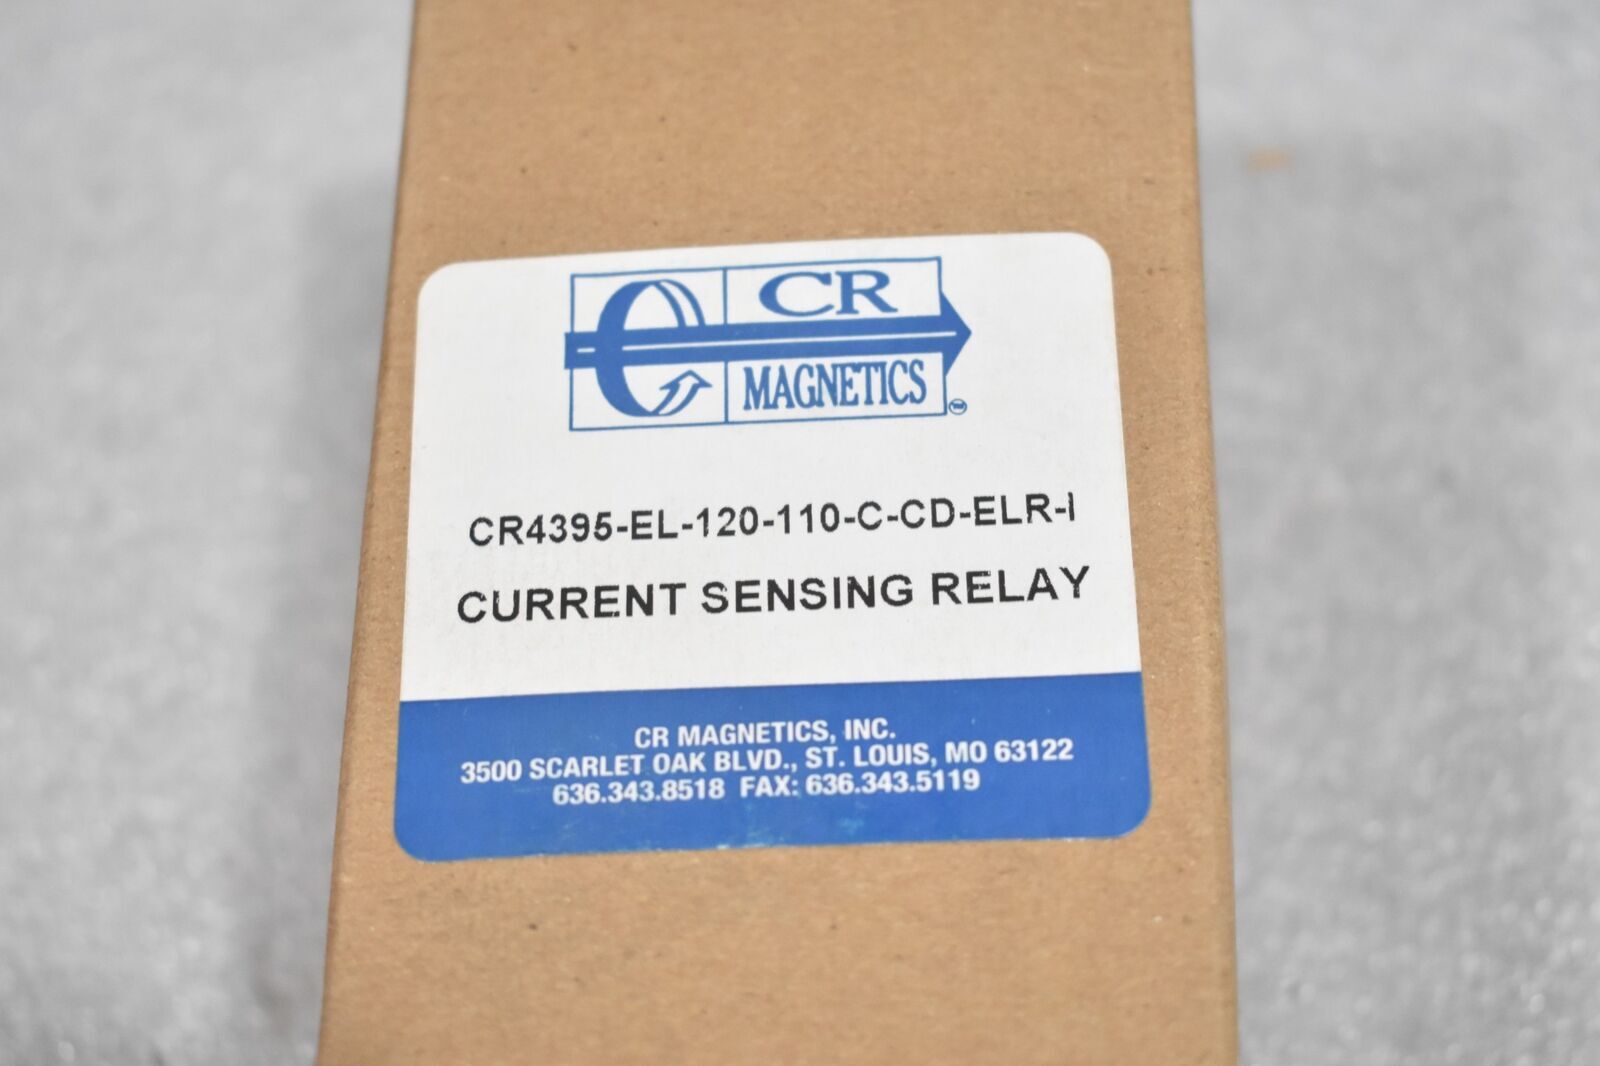 CR
MAGNETICS
TM
CR4395-EL-120-110-C-CD-ELR-I
CURRENT SENSING RELAY
CR MAGNETICS, INC.
3500 SCARLET OAK BLVD., ST. LOUIS, MO 63122
636.343.8518 FAX: 636.343.5119